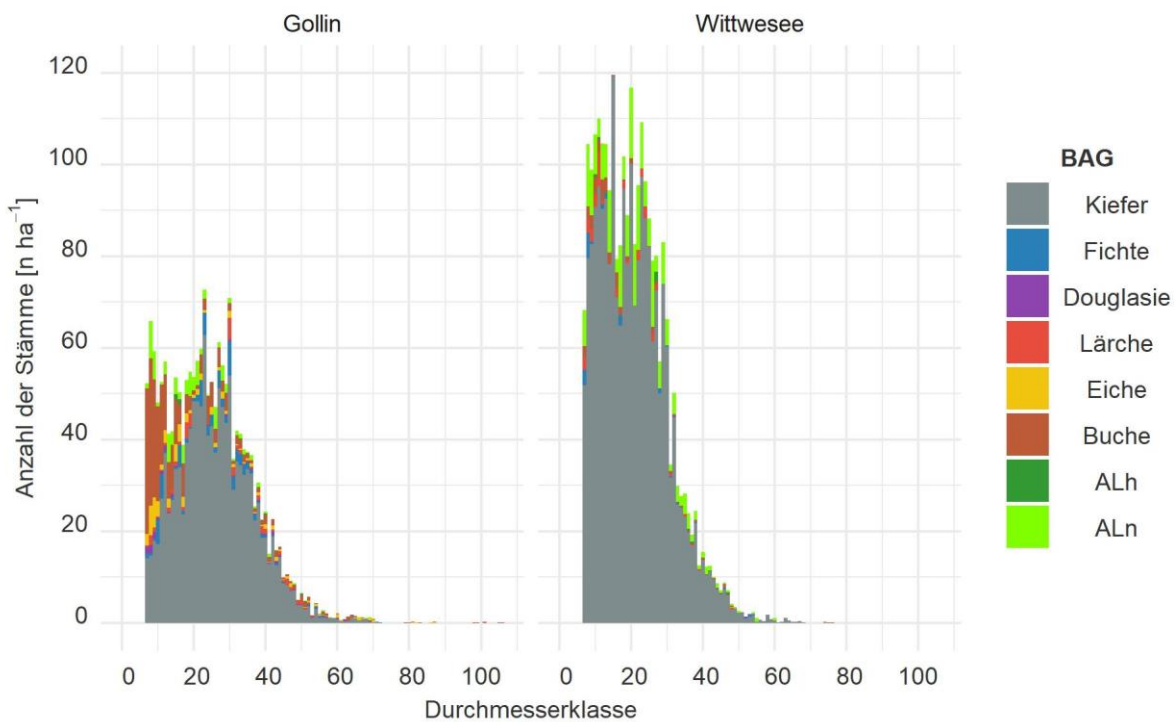 Gollin
Wittwesee
120
100
80
60
40
20
0
Anzahl der Stämme [n ha⁻¹]
0 20 40 60 80 100
0 20 40 60 80 100
Durchmesserklasse
BAG
Kiefer
Fichte
Douglasie
Lärche
Eiche
Buche
ALh
ALn